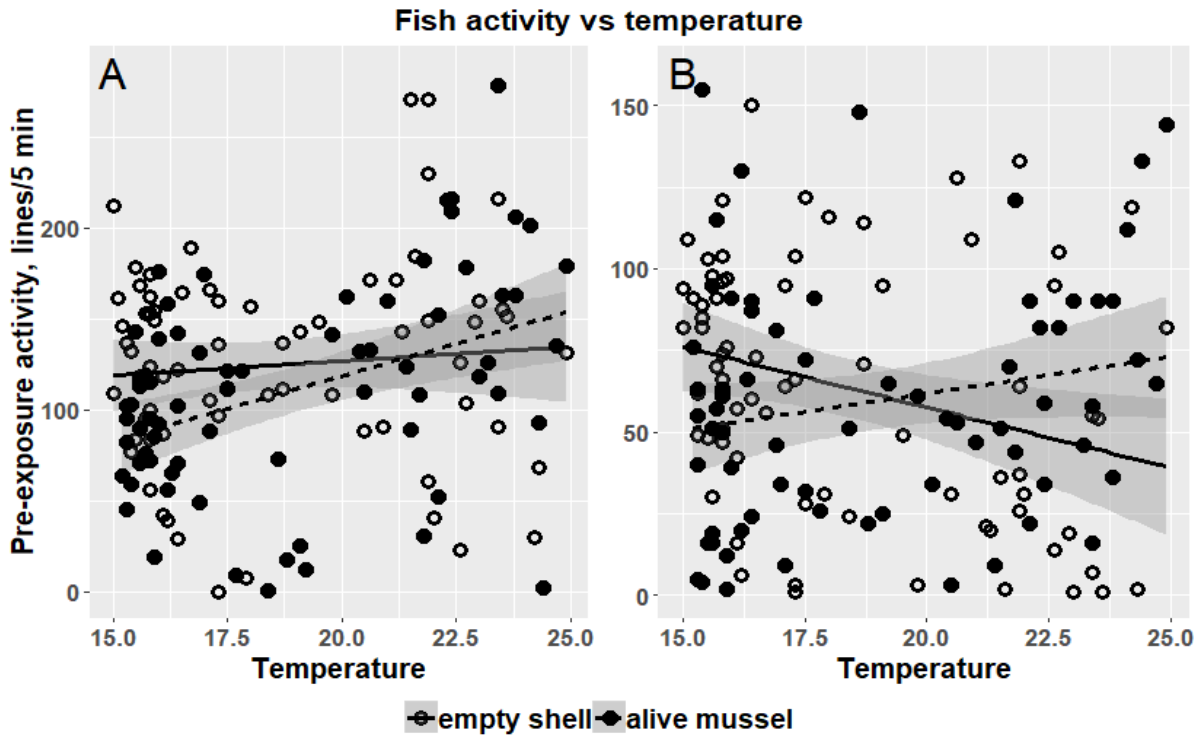 Fish activity vs temperature
A
B
Pre-exposure activity, lines/5 min
200
100
0
150
100
50
0
15.0 17.5 20.0 22.5 25.0
15.0 17.5 20.0 22.5 25.0
Temperature
Temperature
empty shell alive mussel